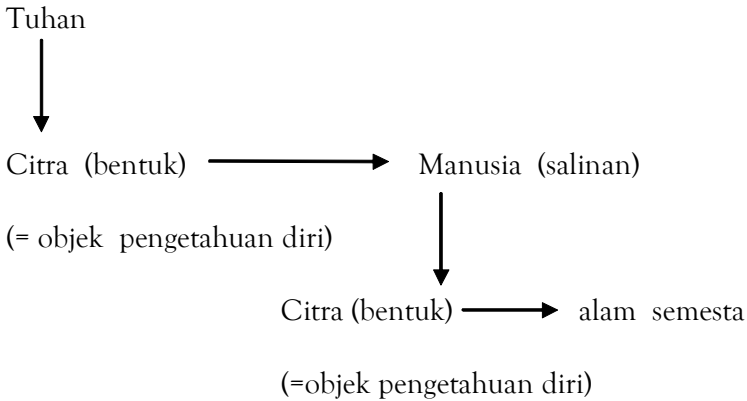 Tuhan
Citra (bentuk) Manusia (salinan)
(= objek pengetahuan diri)
Citra (bentuk) alam semesta
(=objek pengetahuan diri)